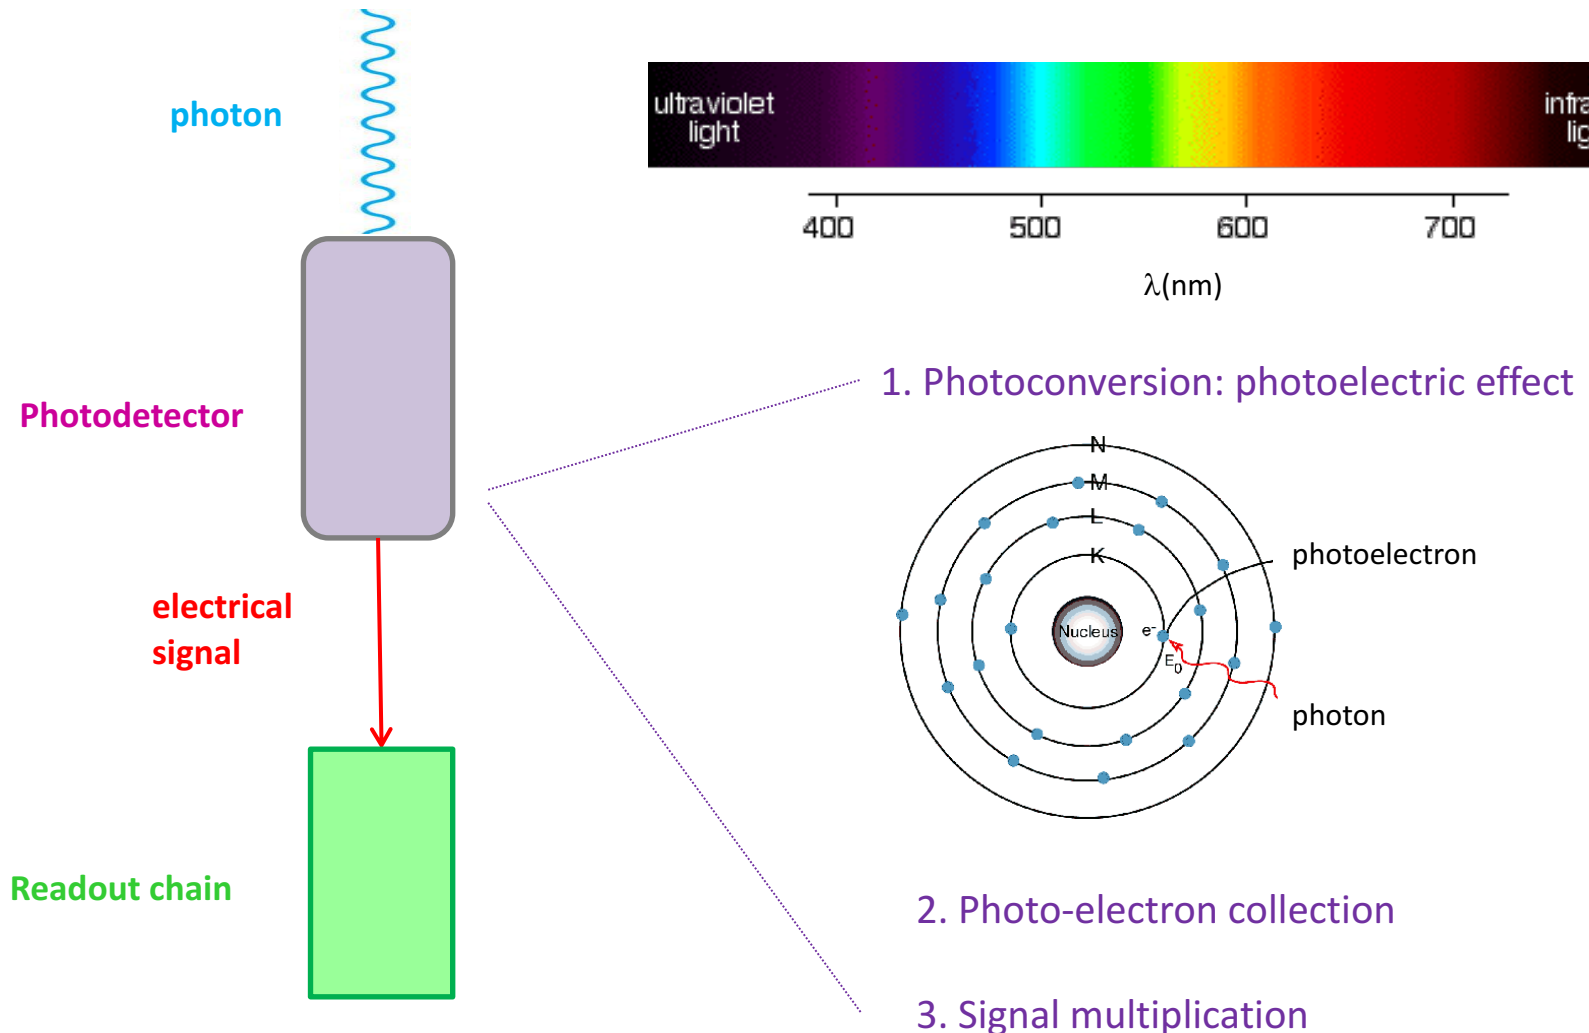 photon
Photodetector
electrical
signal
Readout chain
ultraviolet
light
400 500 600 700
λ(nm)
1. Photoconversion: photoelectric effect
N
M
L
K
Nucleus
e-
E0
photoelectron
photon
2. Photo-electron collection
3. Signal multiplication